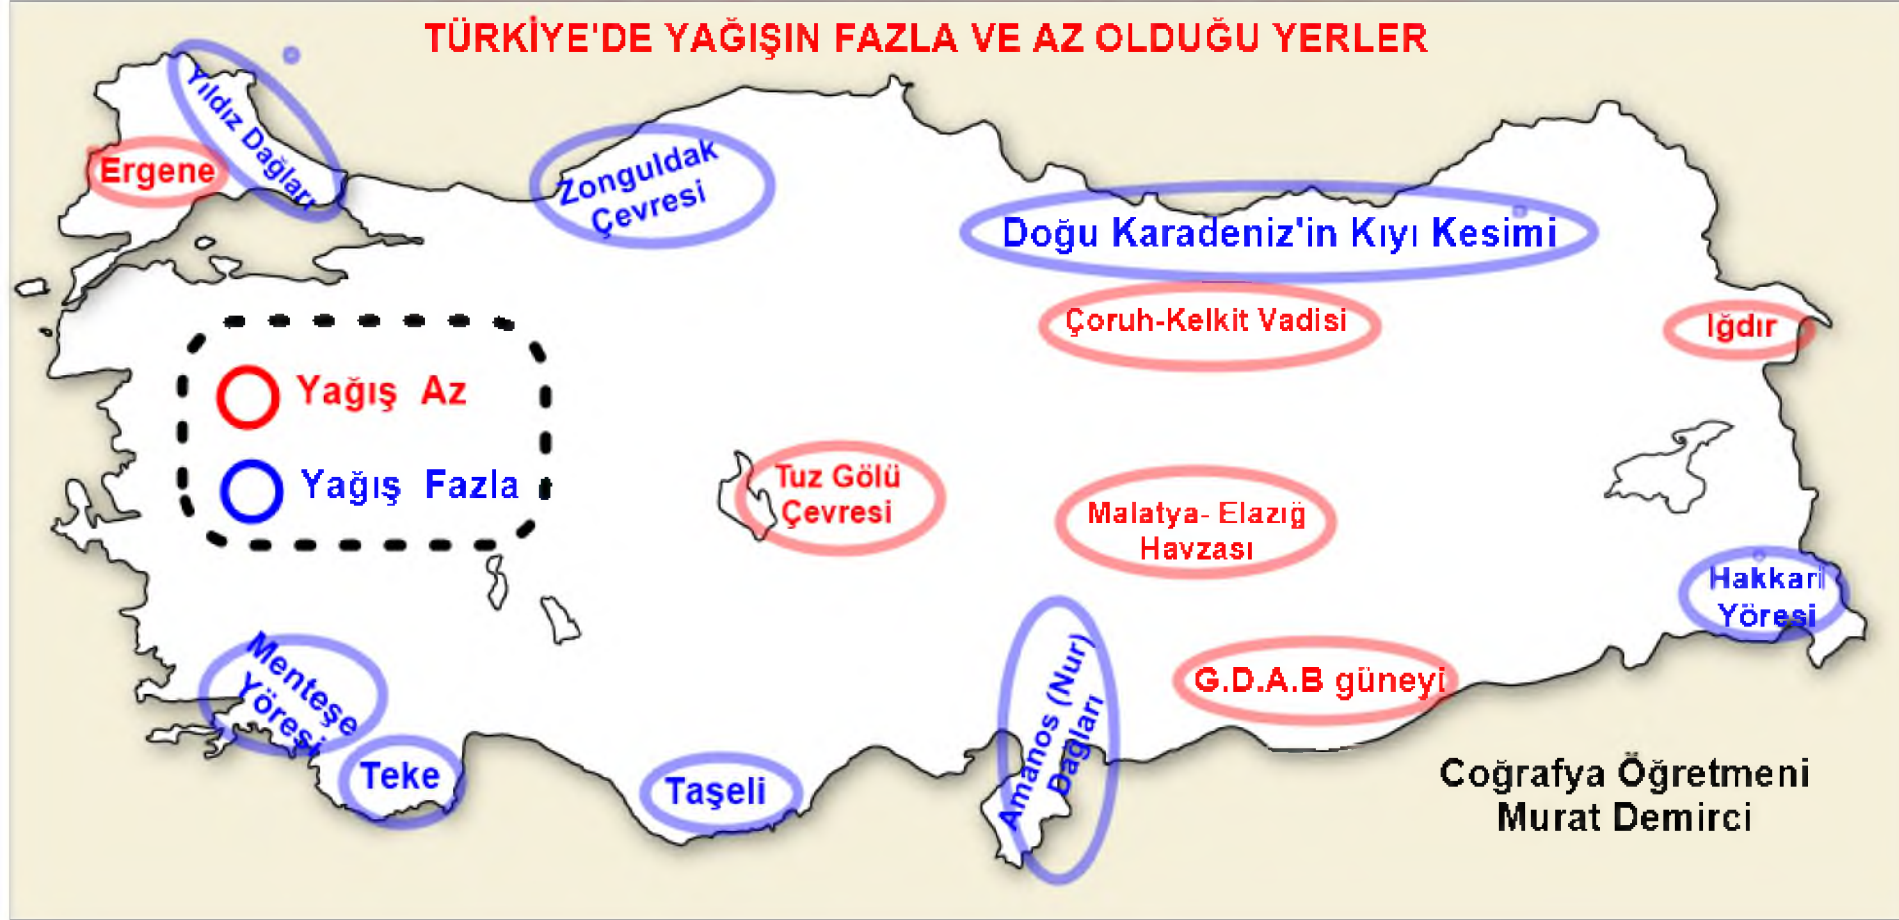 TÜRKİYE'DE YAĞIŞIN FAZLA VE AZ OLDUĞU YERLER
Yıldız Dağları
Ergene
Zonguldak
Çevresi
Doğu Karadeniz'in Kıyı Kesimi
Çoruh-Kelkit Vadisi
Iğdır
Yağış Az
Yağış Fazla
Tuz Gölü
Çevresi
Malatya- Elazığ
Havzası
Hakkari
Yöresi
Menteşe
Yöresi
Teke
Taşeli
Amanos (Nur)
Dağları
G.D.A.B güneyi
Coğrafya Öğretmeni
Murat Demirci